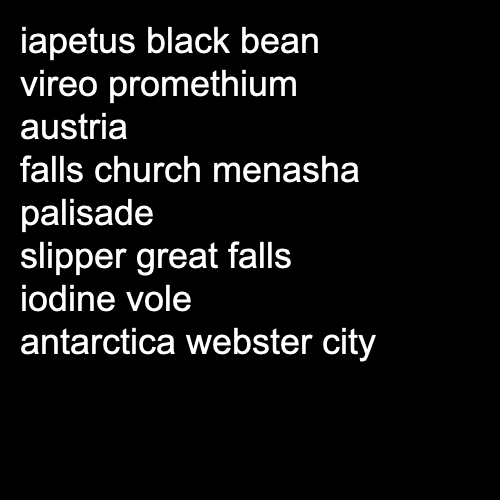 iapetus black bean
vireo promethium
austria
falls church menasha
palisade
slipper great falls
iodine vole
antarctica webster city